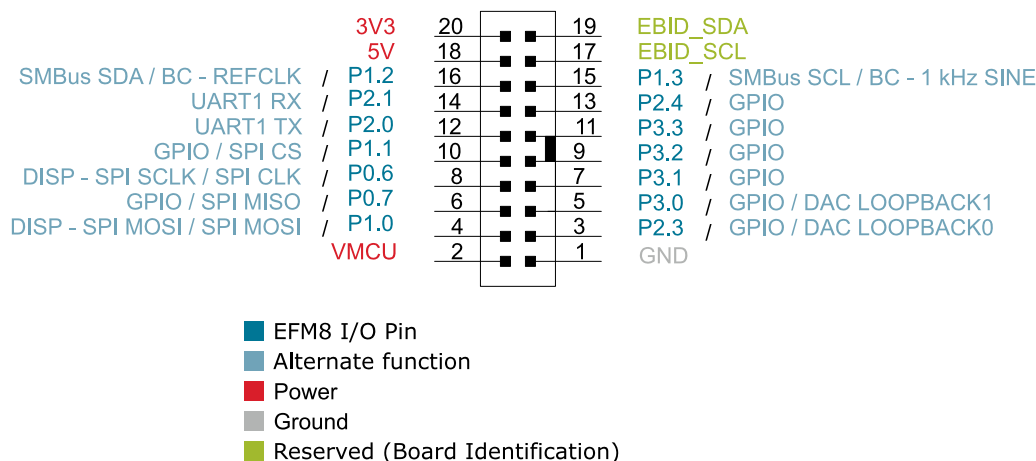 3V3 20 19 EBID_SDA
5V 18 17 EBID_SCL
SMBus SDA / BC - REFCLK / P1.2 16 15 P1.3 / SMBus SCL / BC - 1 kHz SINE
UART1 RX / P2.1 14 13 P2.4 / GPIO
UART1 TX / P2.0 12 11 P3.3 / GPIO
GPIO / SPI CS / P1.1 10 9 P3.2 / GPIO
DISP - SPI SCLK / SPI CLK / P0.6 8 7 P3.1 / GPIO
GPIO / SPI MISO / P0.7 6 5 P3.0 / GPIO / DAC LOOPBACK1
DISP - SPI MOSI / SPI MOSI / P1.0 4 3 P2.3 / GPIO / DAC LOOPBACK0
VMCU 2 1 GND
EFM8 I/O Pin
Alternate function
Power
Ground
Reserved (Board Identification)